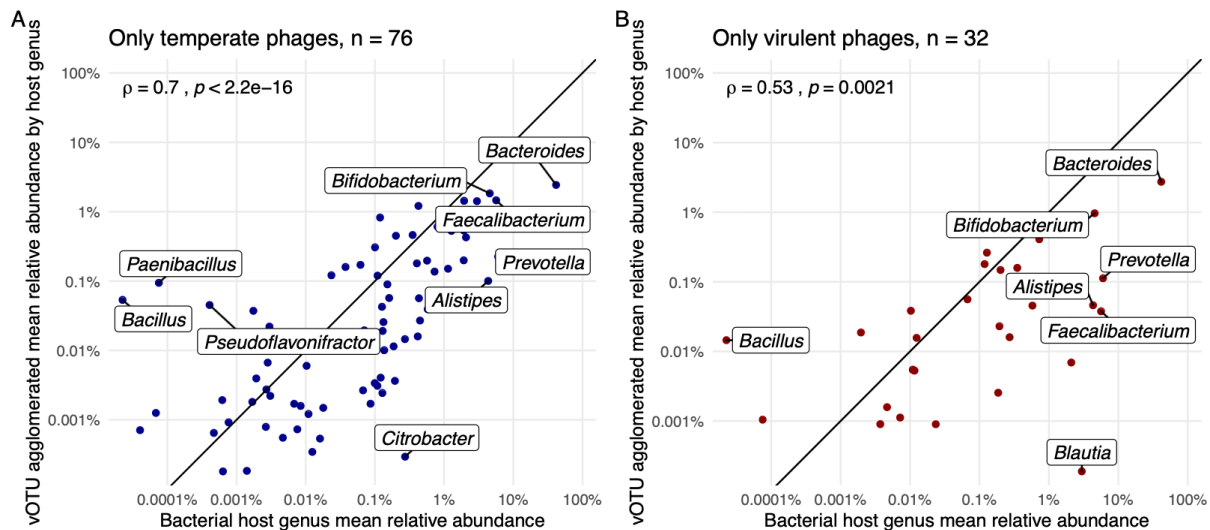 A
Only temperate phages, n = 76
vOTU agglomerated mean relative abundance by host genus
100%
10%
1%
0.1%
0.01%
0.001%
ρ = 0.7 , p < 2.2e−16
Bacteroides
Bifidobacterium
Faecalibacterium
Prevotella
Paenibacillus
Alistipes
Bacillus
Pseudoflavonifractor
Citrobacter
0.0001% 0.001% 0.01% 0.1% 1% 10% 100%
Bacterial host genus mean relative abundance
B
Only virulent phages, n = 32
vOTU agglomerated mean relative abundance by host genus
100%
10%
1%
0.1%
0.01%
0.001%
ρ = 0.53 , p = 0.0021
Bacteroides
Bifidobacterium
Prevotella
Alistipes
Faecalibacterium
Bacillus
Blautia
0.0001% 0.001% 0.01% 0.1% 1% 10% 100%
Bacterial host genus mean relative abundance